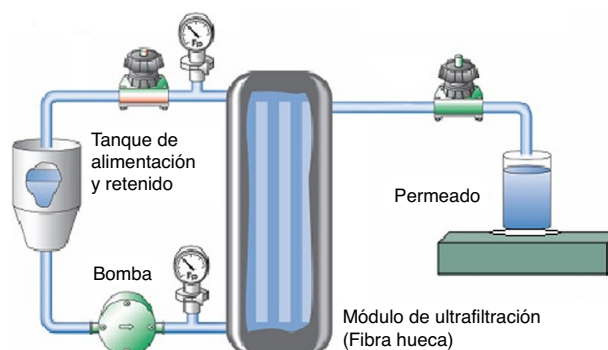 Tanque de
alimentación
y retenido
Bomba
Permeado
Módulo de ultrafiltración
(Fibra hueca)